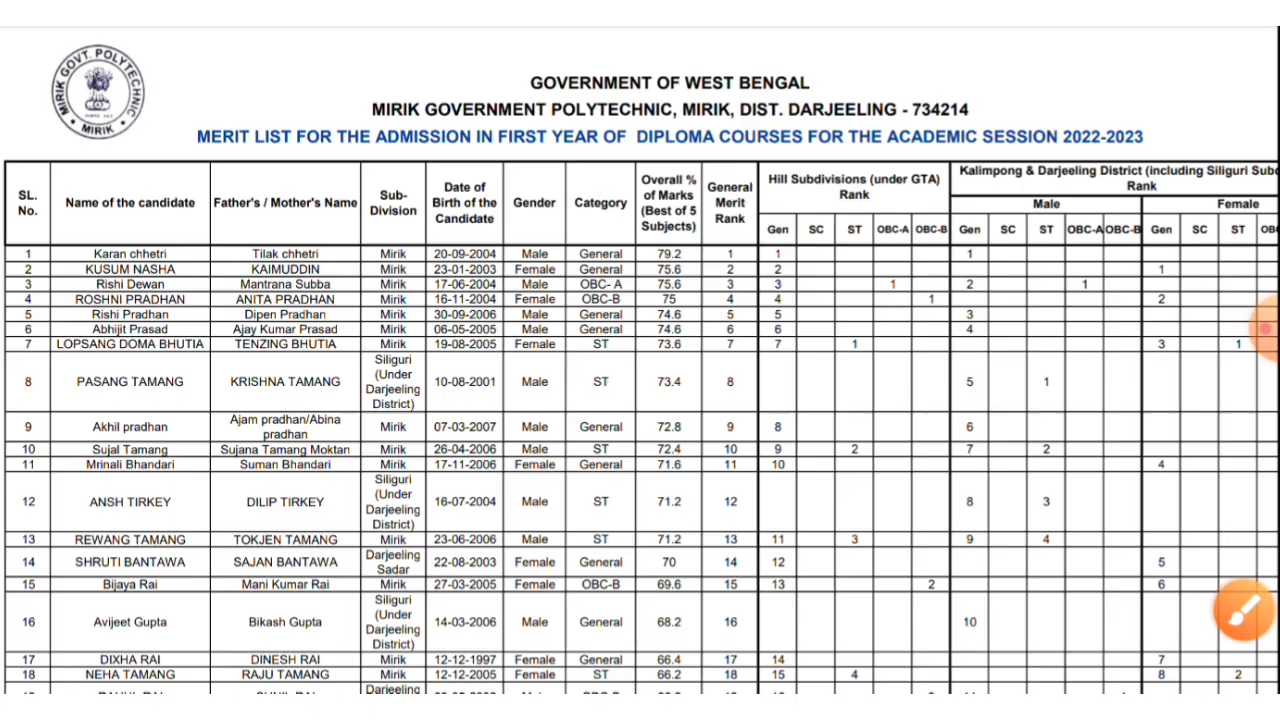 MIRIK GOVT. POLYTECHNIC
MIRIK
GOVERNMENT OF WEST BENGAL
MIRIK GOVERNMENT POLYTECHNIC, MIRIK, DIST. DARJEELING - 734214
MERIT LIST FOR THE ADMISSION IN FIRST YEAR OF DIPLOMA COURSES FOR THE ACADEMIC SESSION 2022-2023
SL. No. Name of the candidate Father's / Mother's Name Sub-Division Date of Birth of the Candidate Gender Category Overall % of Marks (Best of 5 Subjects) General Merit Rank Hill Subdivisions (under GTA) Rank Kalimpong & Darjeeling District (including Siliguri Rank
Male Female
Gen SC ST OBC-A OBC-B Gen SC ST OBC-A OBC-B Gen SC ST
1 Karan chhetri Tilak chhetri Mirik 20-09-2004 Male General 79.2 1 1 1
2 KUSUM NASHA KAIMUDDIN Mirik 23-01-2003 Female General 75.6 2 2 1
3 Rishi Dewan Mantrana Subba Mirik 17-06-2004 Male OBC- A 75.6 3 3 1 2 1
4 ROSHNI PRADHAN ANITA PRADHAN Mirik 16-11-2004 Female OBC-B 75 4 4 1 2
5 Rishi Pradhan Dipen Pradhan Mirik 30-09-2006 Male General 74.6 5 5 3
6 Abhijit Prasad Ajay Kumar Prasad Mirik 06-05-2005 Male General 74.6 6 6 4
7 LOPSANG DOMA BHUTIA TENZING BHUTIA Mirik 19-08-2005 Female ST 73.6 7 7 1 3 1
8 PASANG TAMANG KRISHNA TAMANG Siliguri (Under Darjeeling District) 10-08-2001 Male ST 73.4 8 5 1
9 Akhil pradhan Ajam pradhan/Abina pradhan Mirik 07-03-2007 Male General 72.8 9 8 6
10 Sujal Tamang Sujana Tamang Moktan Mirik 26-04-2006 Male ST 72.4 10 9 2 7 2
11 Mrinali Bhandari Suman Bhandari Mirik 17-11-2006 Female General 71.6 11 10 4
12 ANSH TIRKEY DILIP TIRKEY Siliguri (Under Darjeeling District) 16-07-2004 Male ST 71.2 12 8 3
13 REWANG TAMANG TOKJEN TAMANG Mirik 23-06-2006 Male ST 71.2 13 11 3 9 4
14 SHRUTI BANTAWA SAJAN BANTAWA Darjeeling Sadar 22-08-2003 Female General 70 14 12 5
15 Bijaya Rai Mani Kumar Rai Mirik 27-03-2005 Female OBC-B 69.6 15 13 2 6
16 Avijeet Gupta Bikash Gupta Siliguri (Under Darjeeling District) 14-03-2006 Male General 68.2 16 10
17 DIXHA RAI DINESH RAI Mirik 12-12-1997 Female General 66.4 17 14 7
18 NEHA TAMANG RAJU TAMANG Mirik 12-12-2005 Female ST 66.2 18 15 4 8 2
Darjeeling